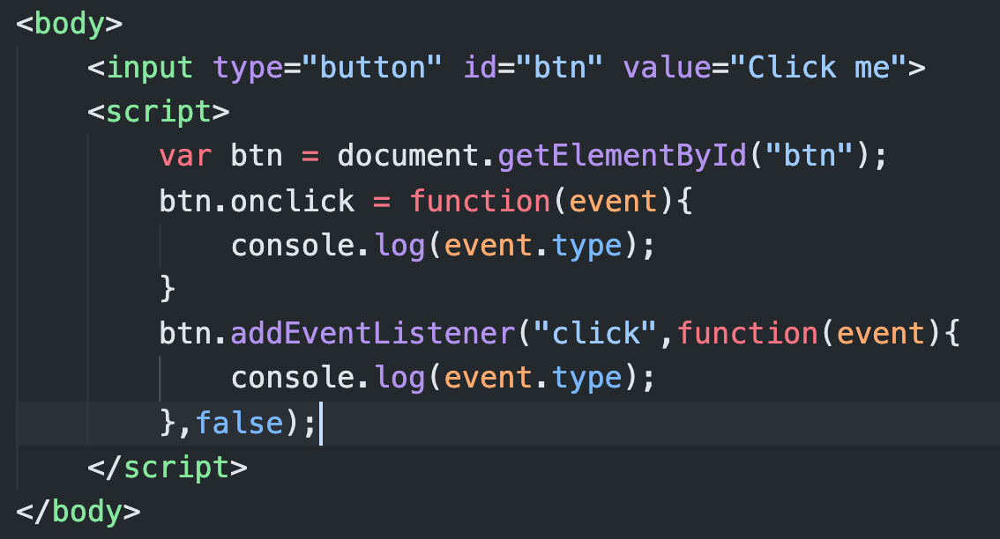 <body>
    <input type="button" id="btn" value="Click me">
    <script>
        var btn = document.getElementById("btn");
        btn.onclick = function(event){
            console.log(event.type);
        }
        btn.addEventListener("click",function(event){
            console.log(event.type);
        },false);
    </script>
</body>